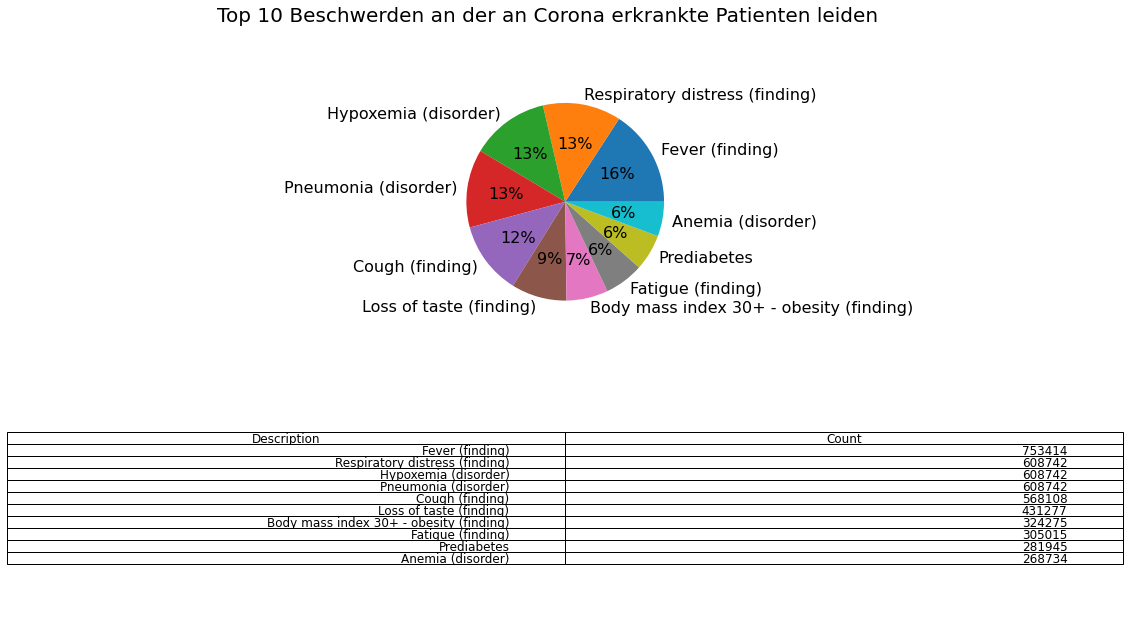 Top 10 Beschwerden an der an Corona erkrankte Patienten leiden
Respiratory distress (finding)
Hypoxemia (disorder)
13%
Fever (finding)
13%
16%
Pneumonia (disorder)
13%
6%
Anemia (disorder)
12%
6%
Prediabetes
Cough (finding)
9%
7%
6%
Fatigue (finding)
Loss of taste (finding)
Body mass index 30+ - obesity (finding)
Description Count
Fever (finding) 753414
Respiratory distress (finding) 608742
Hypoxemia (disorder) 608742
Pneumonia (disorder) 608742
Cough (finding) 568108
Loss of taste (finding) 431277
Body mass index 30+ - obesity (finding) 324275
Fatigue (finding) 305015
Prediabetes 281945
Anemia (disorder) 268734